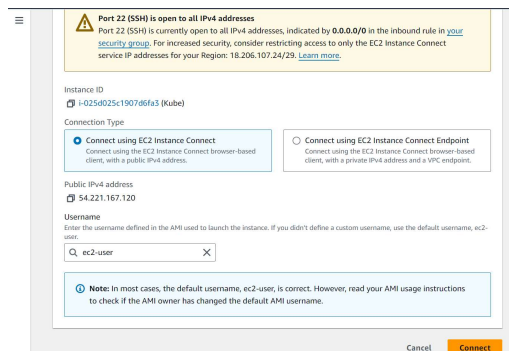 Port 22 (SSH) is open to all IPv4 addresses
Port 22 (SSH) is currently open to all IPv4 addresses, indicated by 0.0.0.0/0 in the inbound rule in your
security group. For increased security, consider restricting access to only the EC2 Instance Connect
service IP addresses for your Region: 18.206.107.24/29. Learn more.
Instance ID
i-025d025c1907d6fa3 (Kube)
Connection Type
Connect using EC2 Instance Connect
Connect using the EC2 Instance Connect browser-based
client, with a public IPv4 address.
Connect using EC2 Instance Connect Endpoint
Connect using the EC2 Instance Connect browser-based
client, with a private IPv4 address and a VPC endpoint.
Public IPv4 address
54.221.167.120
Username
Enter the username defined in the AMI used to launch the instance. If you didn't define a custom username, use the default username, ec2-
user.
ec2-user
Note: In most cases, the default username, ec2-user, is correct. However, read your AMI usage instructions
to check if the AMI owner has changed the default AMI username.
Cancel
Connect